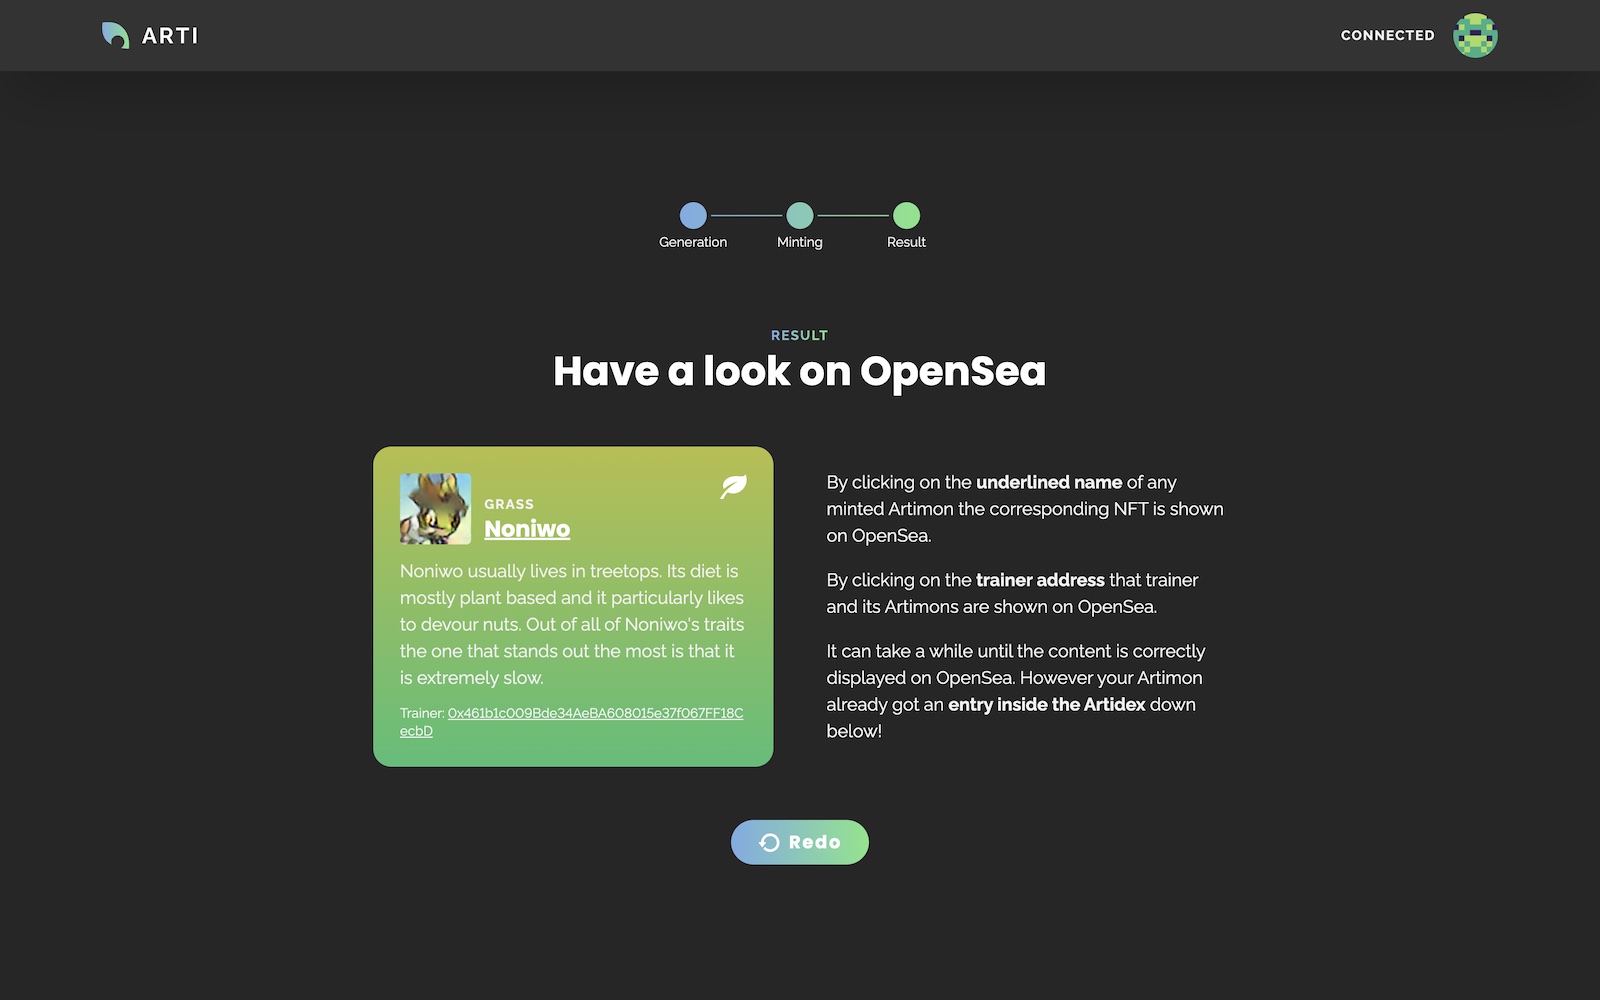 ARTI
CONNECTED
Generation
Minting
Result
RESULT
Have a look on OpenSea
GRASS
Noniwo
Noniwo usually lives in treetops. Its diet is
mostly plant based and it particularly likes
to devour nuts. Out of all of Noniwo's traits
the one that stands out the most is that it
is extremely slow.
Trainer: 0x461b1c009Bde34AeBA608015e37f067FF18C
ecbD
By clicking on the underlined name of any
minted Artimon the corresponding NFT is shown
on OpenSea.
By clicking on the trainer address that trainer
and its Artimons are shown on OpenSea.
It can take a while until the content is correctly
displayed on OpenSea. However your Artimon
already got an entry inside the Artidex down
below!
Redo